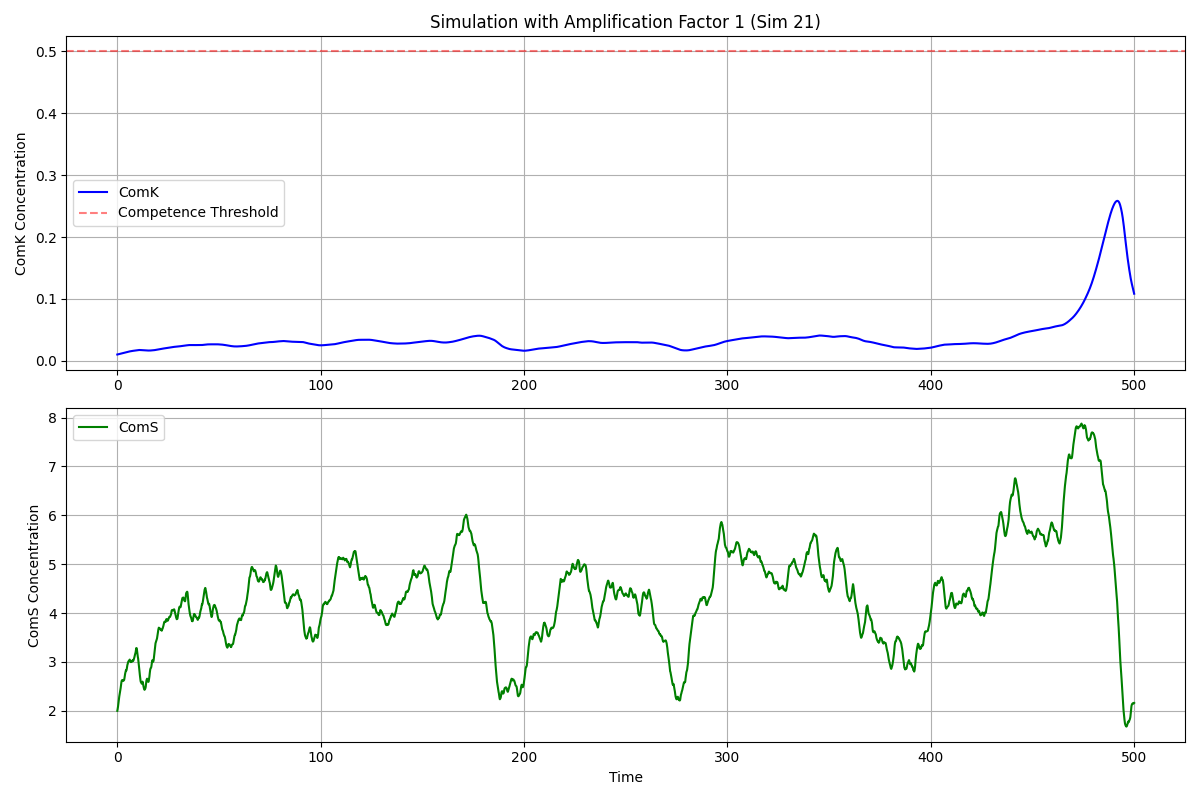 Simulation with Amplification Factor 1 (Sim 21)
ComK Concentration
0.5
0.4
0.3
0.2
0.1
0.0
ComK
Competence Threshold
0 100 200 300 400 500
ComS Concentration
8
7
6
5
4
3
2
ComS
0 100 200 300 400 500
Time